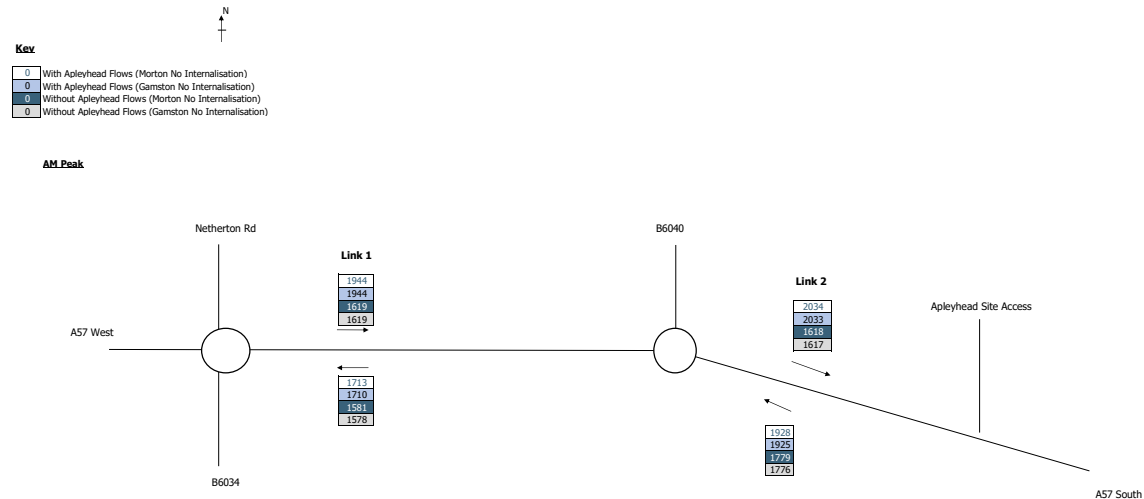 N
Key
0 With Apleyhead Flows (Morton No Internalisation)
0 With Apleyhead Flows (Gamston No Internalisation)
0 Without Apleyhead Flows (Morton No Internalisation)
0 Without Apleyhead Flows (Gamston No Internalisation)
AM Peak
Netherton Rd
B6040
Link 1
1944
1944
1619
1619
Link 2
2034
2033
1618
1617
Apleyhead Site Access
A57 West
1713
1710
1581
1578
1928
1925
1779
1776
B6034
A57 South